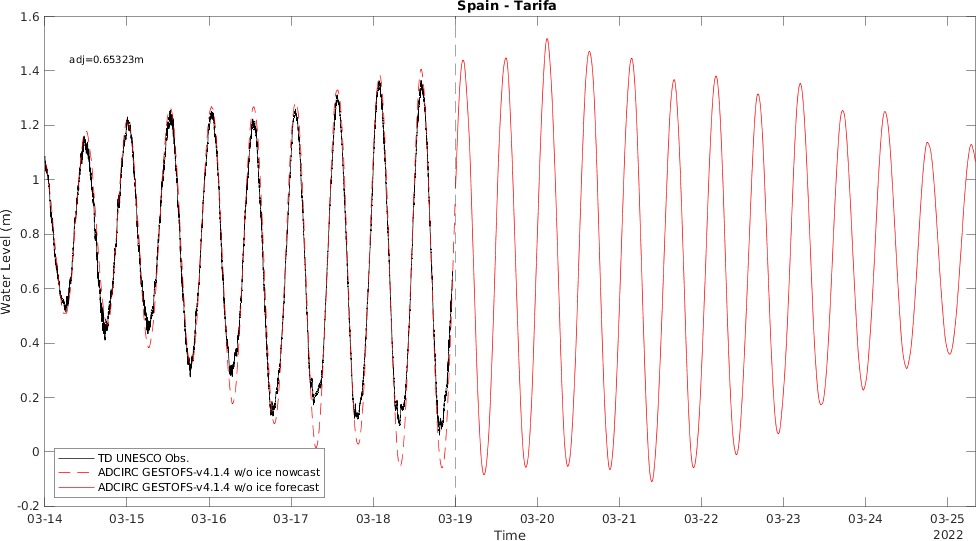 Spain - Tarifa
1.6
1.4
1.2
1
0.8
0.6
0.4
0.2
0
-0.2
Water Level (m)
adj=0.65323m
TD UNESCO Obs.
ADCIRC GESTOFS-v4.1.4 w/o ice nowcast
ADCIRC GESTOFS-v4.1.4 w/o ice forecast
03-14 03-15 03-16 03-17 03-18 03-19 03-20 03-21 03-22 03-23 03-24 03-25
Time
2022